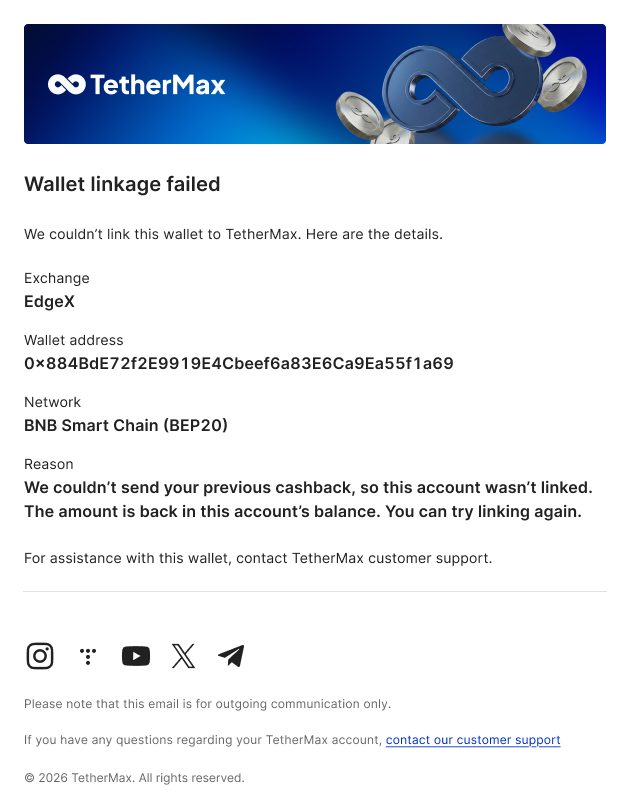 TetherMax
Wallet linkage failed
We couldn’t link this wallet to TetherMax. Here are the details.
Exchange
EdgeX
Wallet address
0×884BdE72f2E9919E4Cbeef6a83E6Ca9Ea55f1a69
Network
BNB Smart Chain (BEP20)
Reason
We couldn’t send your previous cashback, so this account wasn’t linked.
The amount is back in this account’s balance. You can try linking again.
For assistance with this wallet, contact TetherMax customer support.
Please note that this email is for outgoing communication only.
If you have any questions regarding your TetherMax account, contact our customer support
© 2026 TetherMax. All rights reserved.